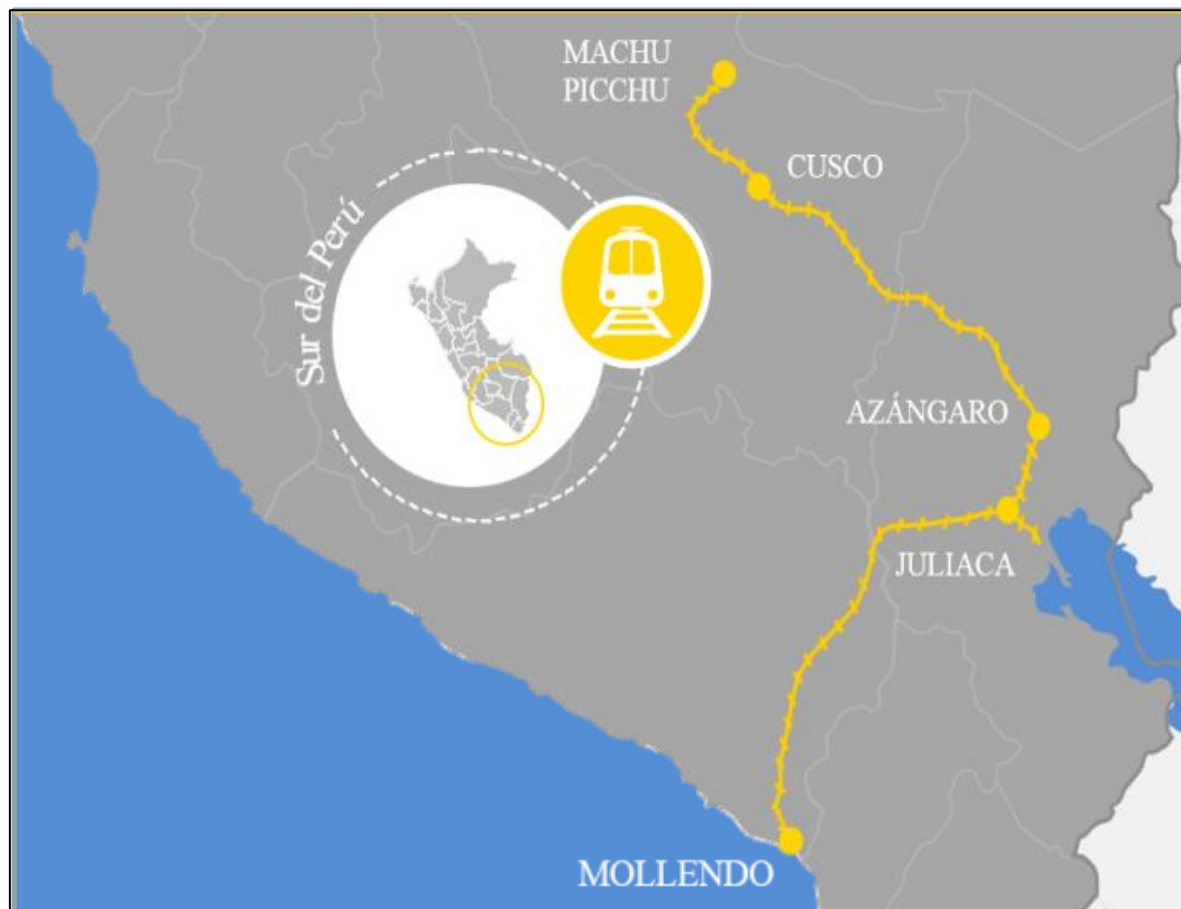 MACHU
PICCHU
CUSCO
Sur del Perú
AZÁNGARO
JULIACA
MOLLENDO